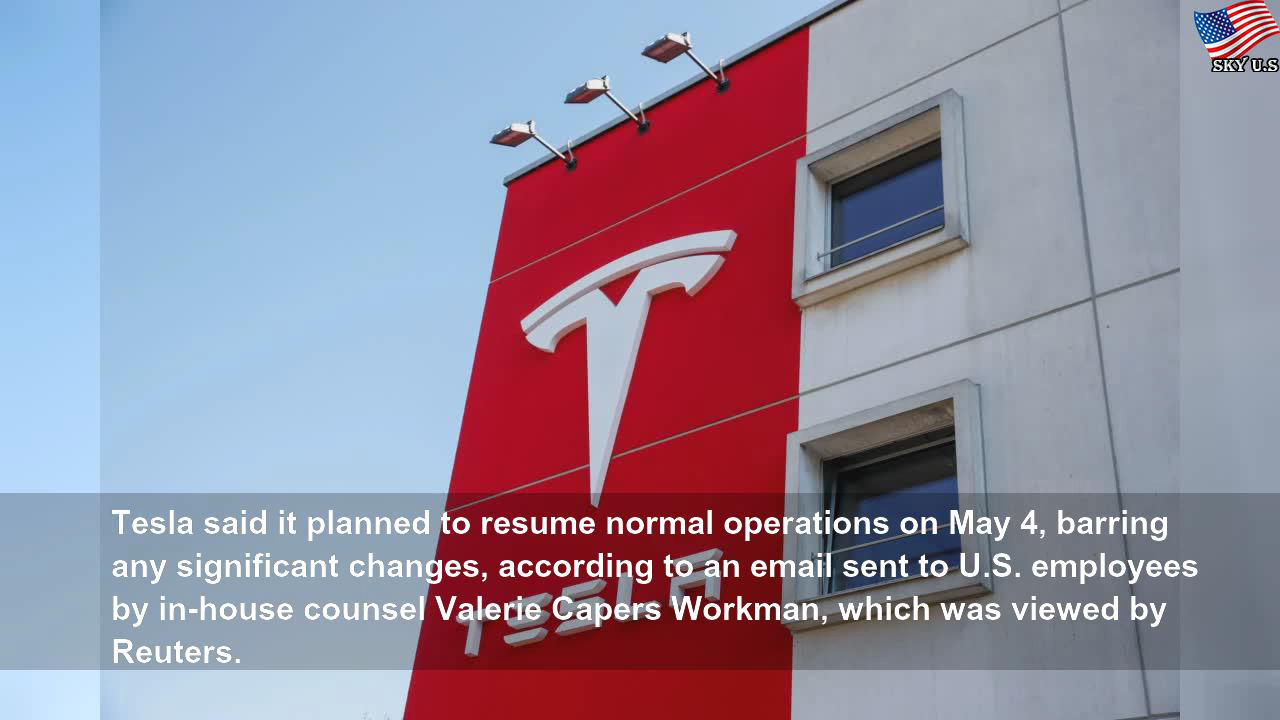 SKY U.S
TESLA
Tesla said it planned to resume normal operations on May 4, barring
any significant changes, according to an email sent to U.S. employees
by in-house counsel Valerie Capers Workman, which was viewed by
Reuters.